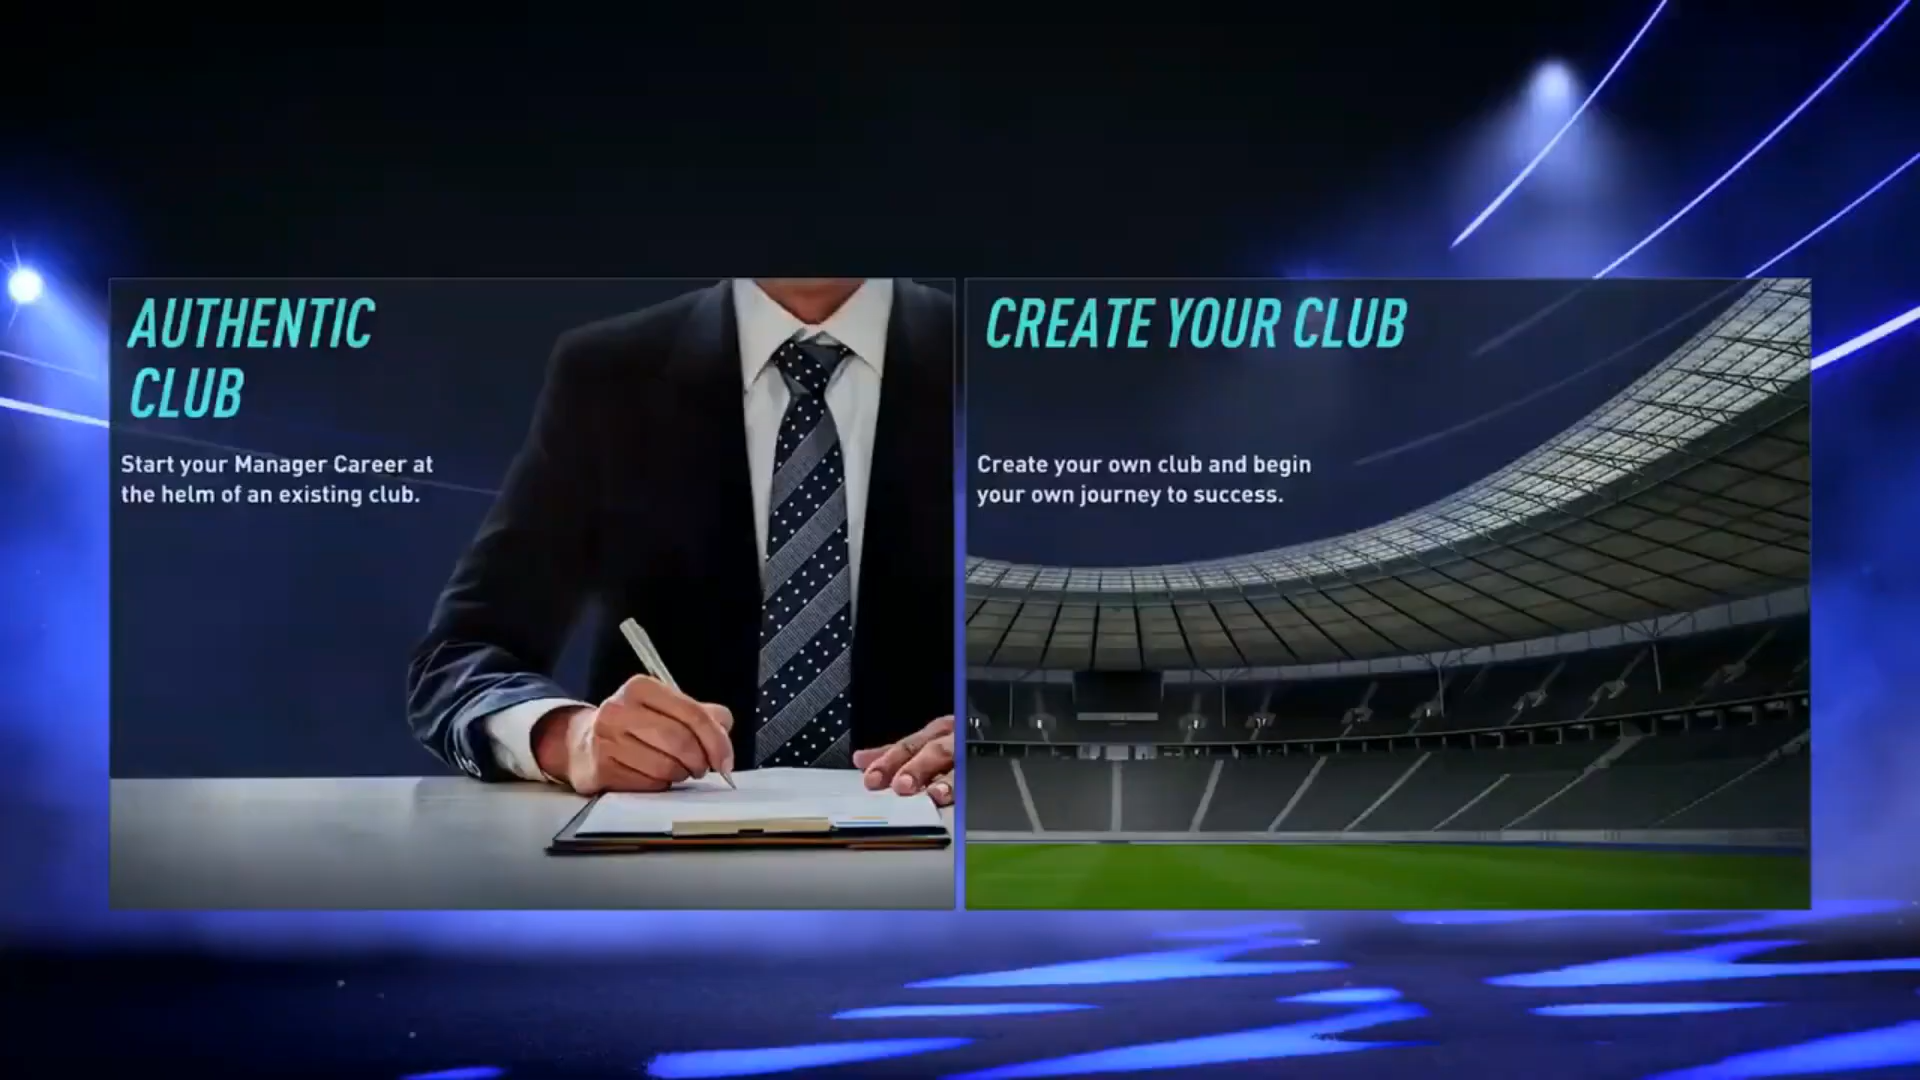 AUTHENTIC
CLUB
Start your Manager Career at
the helm of an existing club.
CREATE YOUR CLUB
Create your own club and begin
your own journey to success.